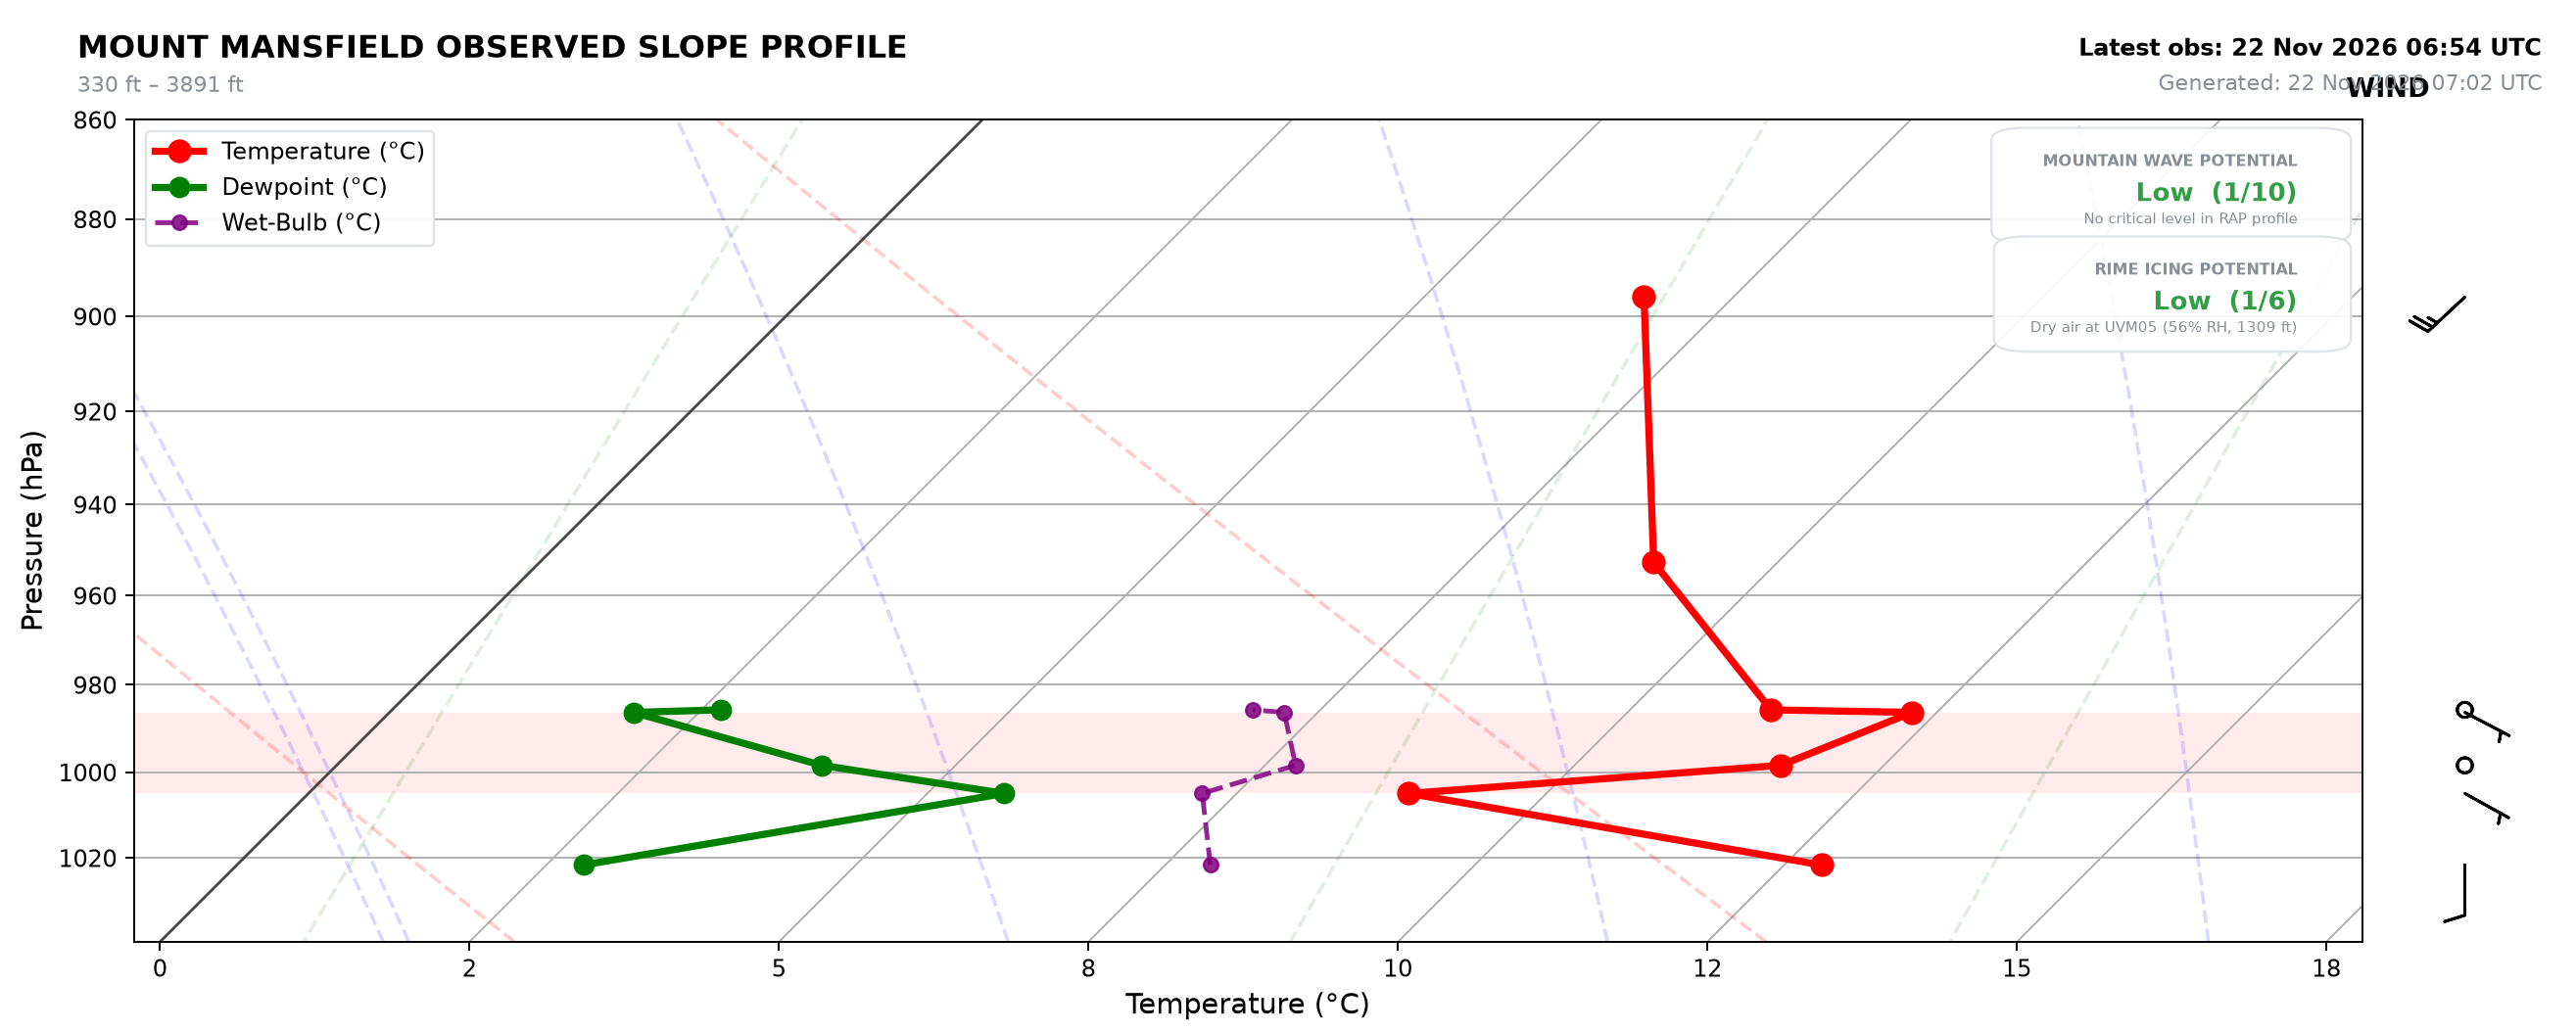 MOUNT MANSFIELD OBSERVED SLOPE PROFILE
330 ft – 3891 ft
Latest obs: 22 Nov 2026 06:54 UTC
Generated: 22 Nov 2026 07:02 UTC
WIND
Temperature (°C)
Dewpoint (°C)
Wet-Bulb (°C)
MOUNTAIN WAVE POTENTIAL
Low (1/10)
No critical level in RAP profile
RIME ICING POTENTIAL
Low (1/6)
Dry air at UVM05 (56% RH, 1309 ft)
Pressure (hPa)
860
880
900
920
940
960
980
1000
1020
0 2 5 8 10 12 15 18
Temperature (°C)